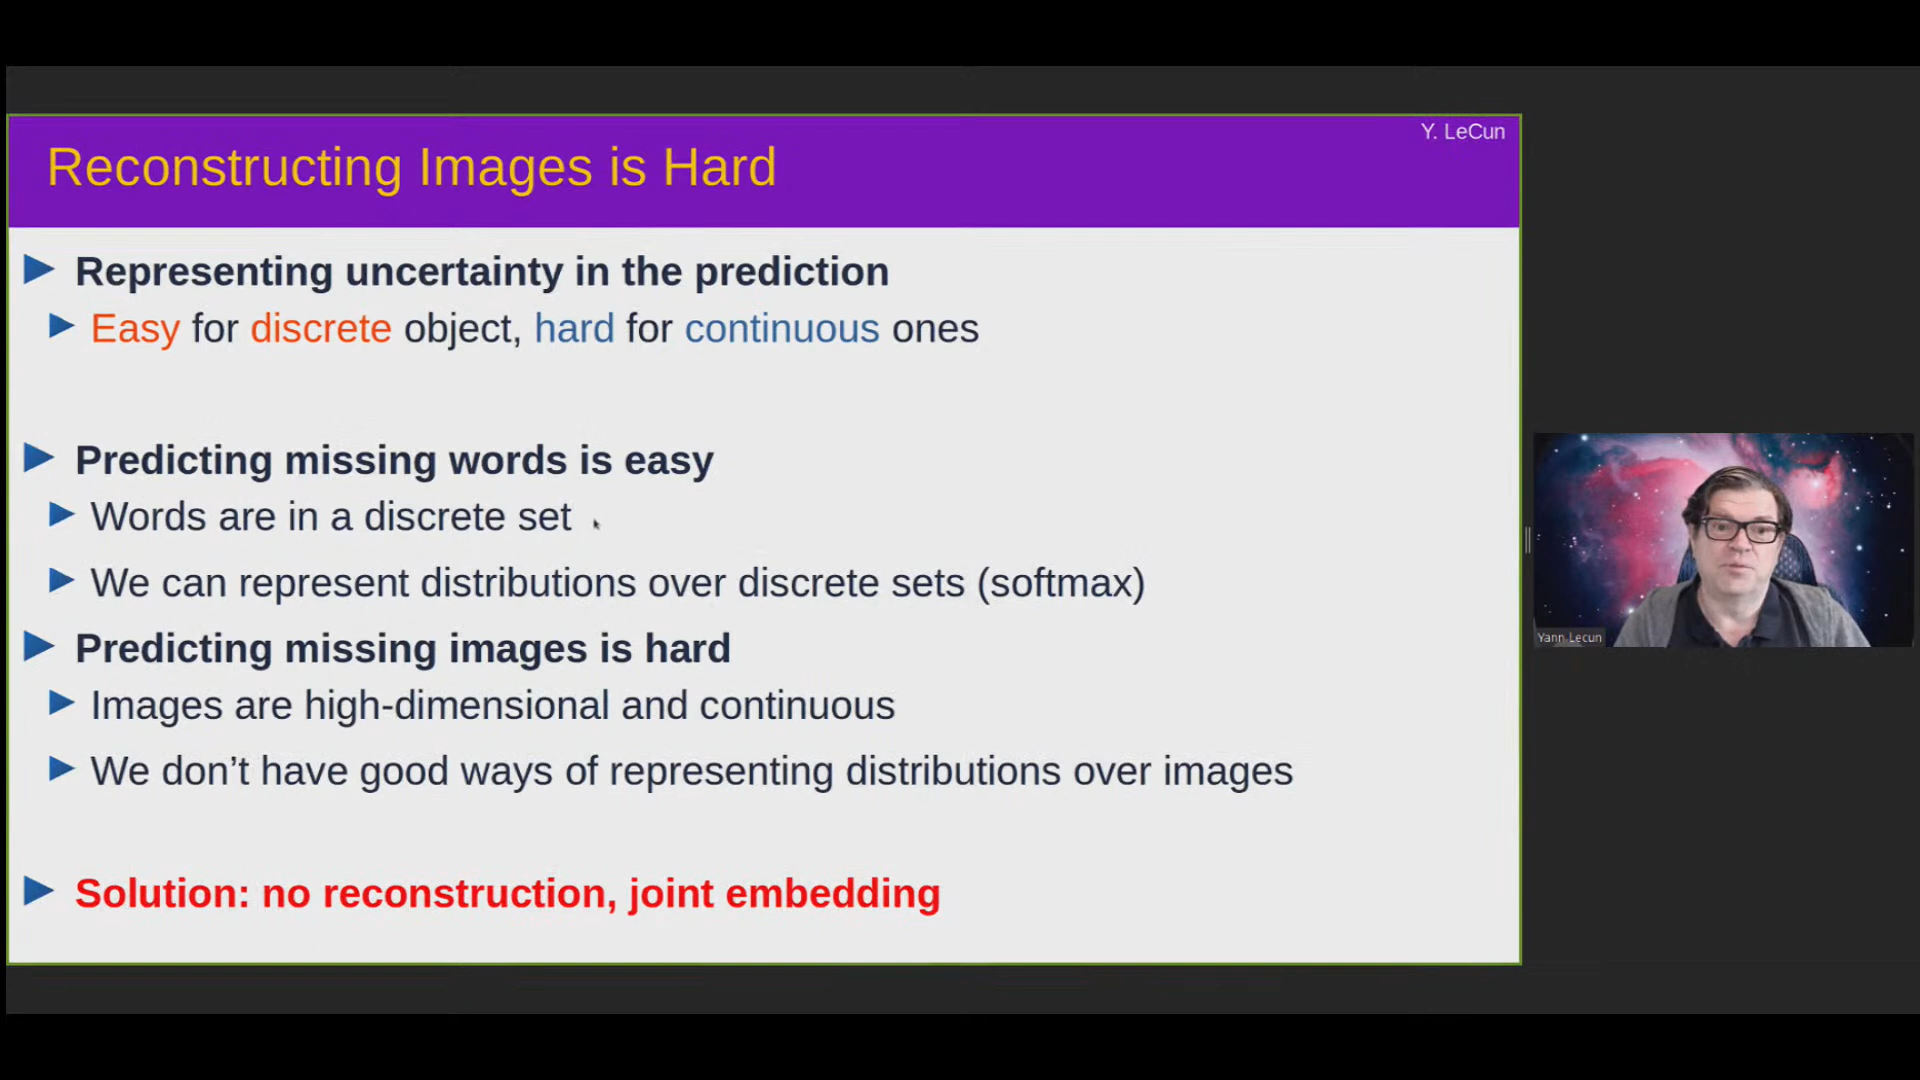 Y. LeCun
Reconstructing Images is Hard
Representing uncertainty in the prediction
Easy for discrete object, hard for continuous ones
Predicting missing words is easy
Words are in a discrete set
We can represent distributions over discrete sets (softmax)
Predicting missing images is hard
Images are high-dimensional and continuous
We don’t have good ways of representing distributions over images
Solution: no reconstruction, joint embedding
Yann Lecun